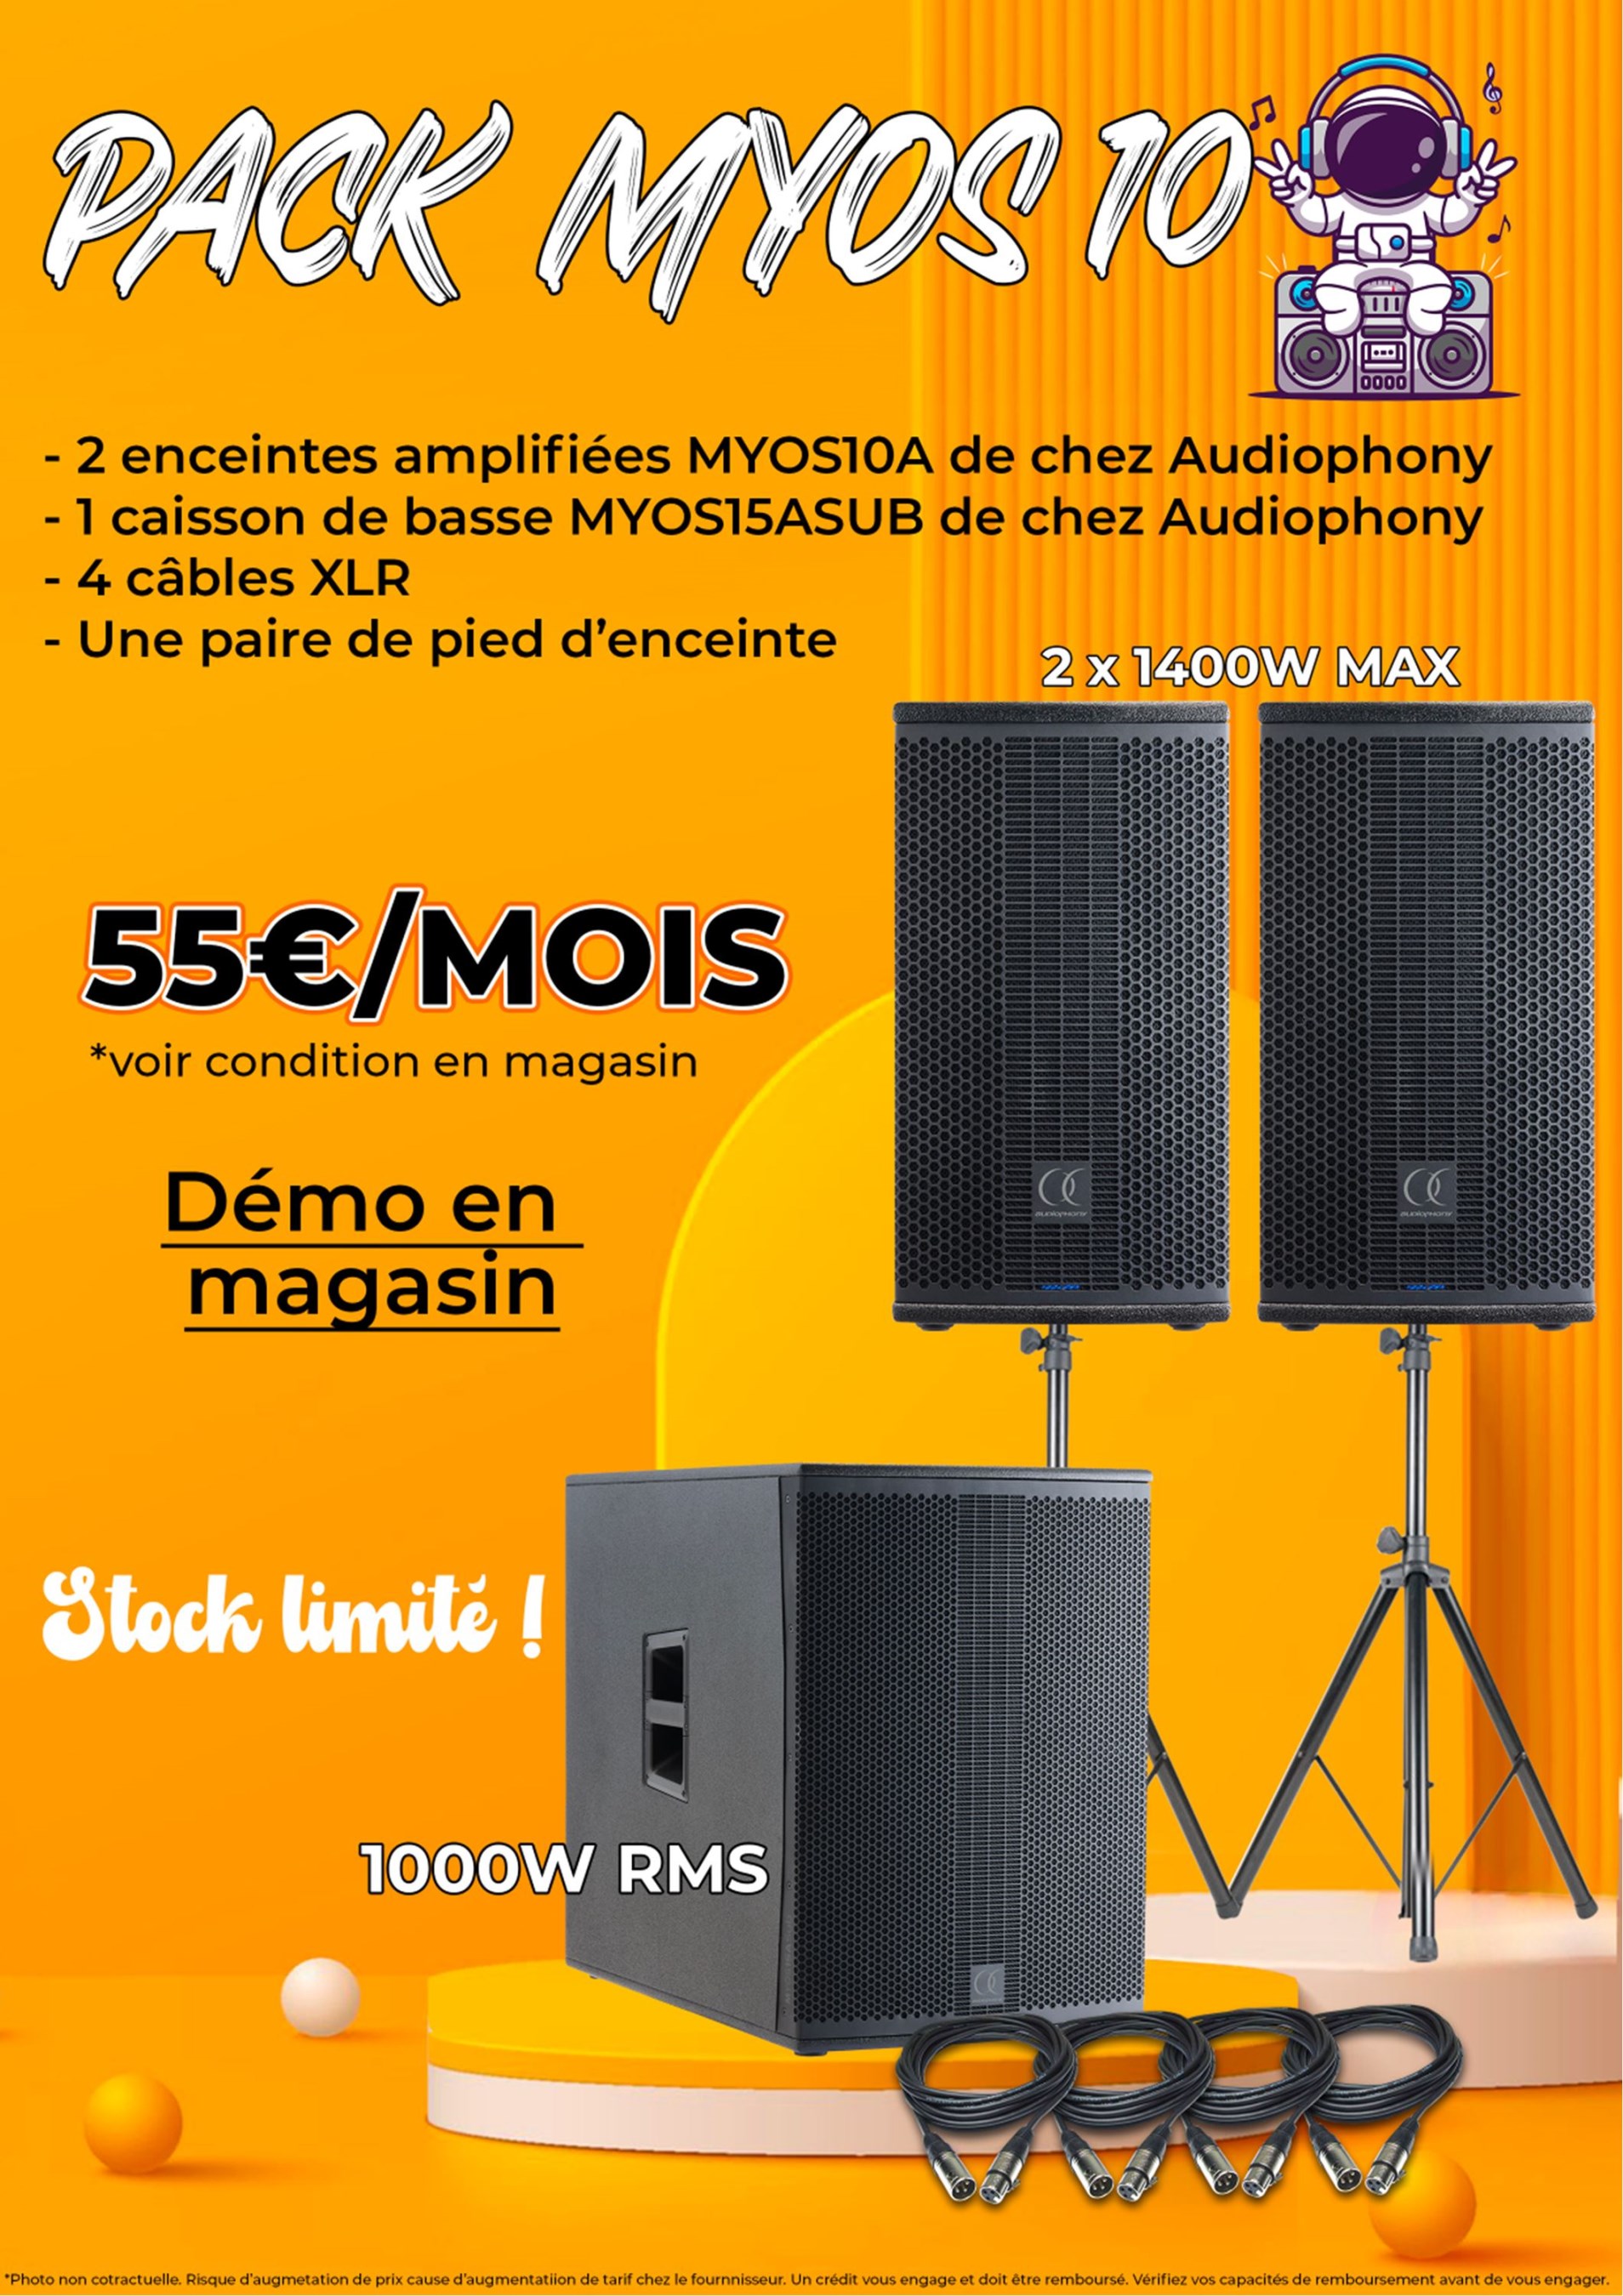 PACK MYOS 10
- 2 enceintes amplifiées MYOS10A de chez Audiophony
- 1 caisson de basse MYOS15ASUB de chez Audiophony
- 4 câbles XLR
- Une paire de pied d'enceinte
2 x 1400W MAX
55€/MOIS
*voir condition en magasin
Démo en
magasin
audiophony
audiophony
Stock limité !
1000W RMS
*Photo non cotractuelle. Risque d'augmetation de prix cause d'augmentatiion de tarif chez le fournnisseur. Un crédit vous engage et doit être remboursé. Vérifiez vos capacités de remboursement avant de vous engager.